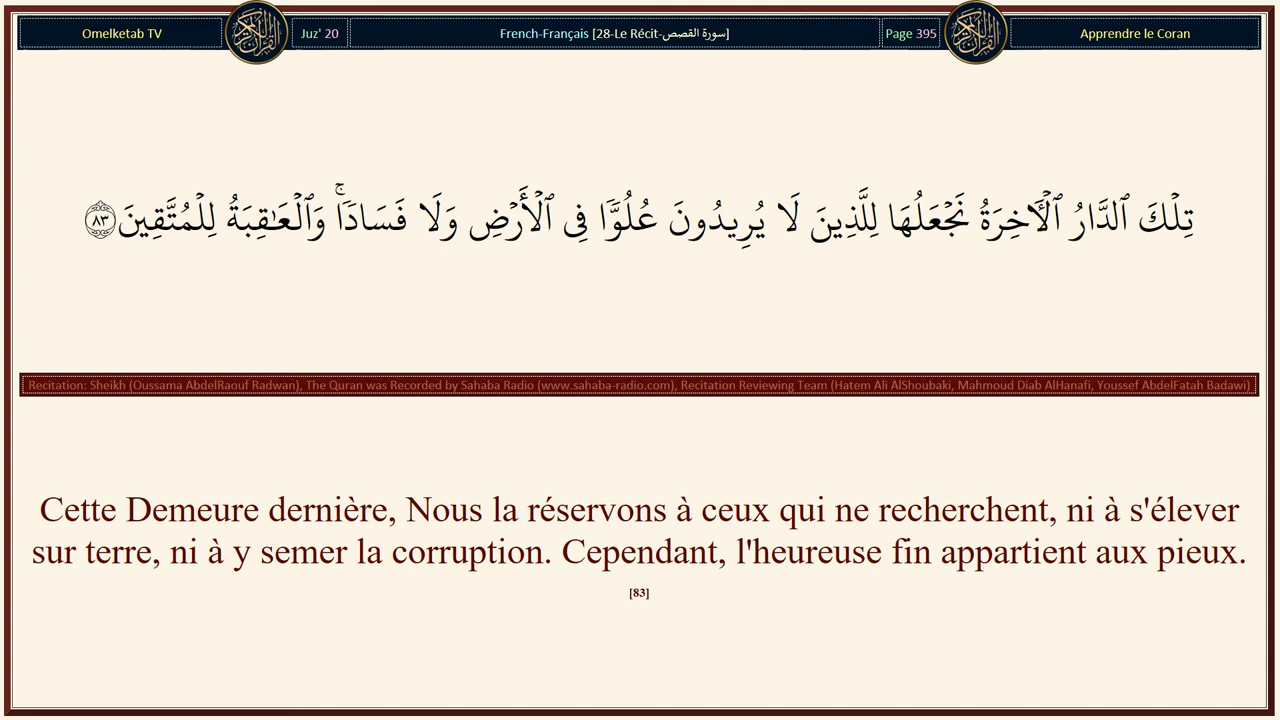 Omelketab TV
Juz' 20
French-Français [28-Le Récit-سورة القصص]
Page 395
Apprendre le Coran
تِلۡكَ ٱلدَّارُ ٱلۡأٓخِرَةُ نَجۡعَلُهَا لِلَّذِينَ لَا يُرِيدُونَ عُلُوّٗا فِي ٱلۡأَرۡضِ وَلَا فَسَادٗاۚ وَٱلۡعَٰقِبَةُ لِلۡمُتَّقِينَ ٨٣
Recitation: Sheikh (Oussama AbdelRaouf Radwan), The Quran was Recorded by Sahaba Radio (www.sahaba-radio.com), Recitation Reviewing Team (Hatem Ali AlShoubaki, Mahmoud Diab AlHanafi, Youssef AbdelFatah Badawi)
Cette Demeure dernière, Nous la réservons à ceux qui ne recherchent, ni à s'élever
sur terre, ni à y semer la corruption. Cependant, l'heureuse fin appartient aux pieux.
[83]